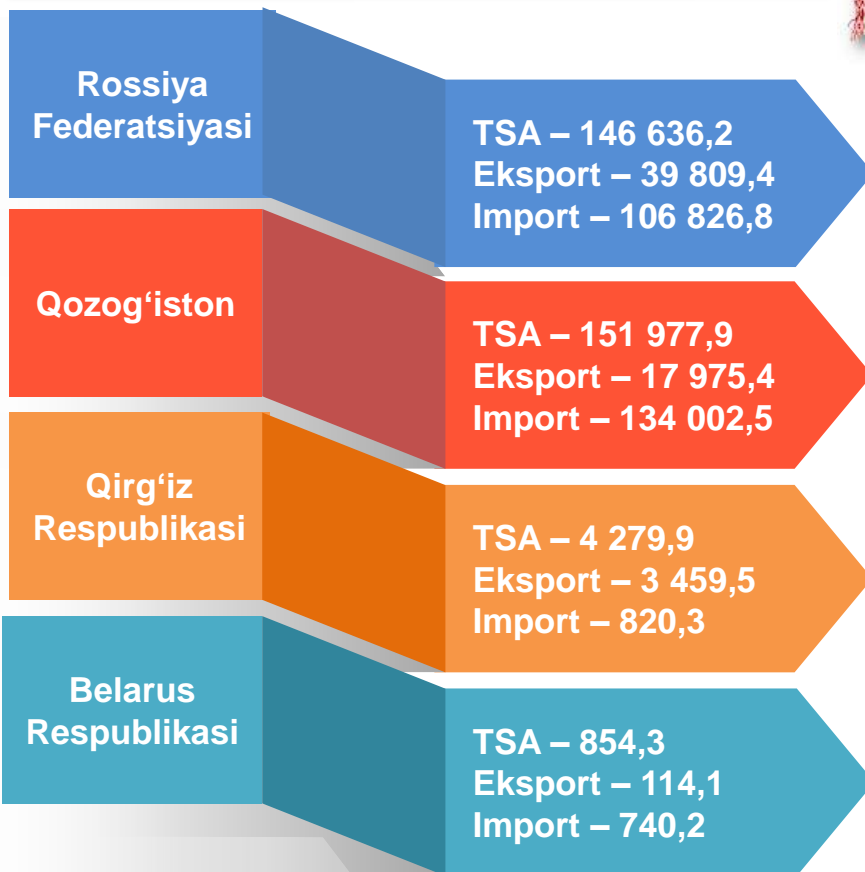 Rossiya
Federatsiyasi
TSA – 146 636,2
Eksport – 39 809,4
Import – 106 826,8
Qozog‘iston
TSA – 151 977,9
Eksport – 17 975,4
Import – 134 002,5
Qirg‘iz
Respublikasi
TSA – 4 279,9
Eksport – 3 459,5
Import – 820,3
Belarus
Respublikasi
TSA – 854,3
Eksport – 114,1
Import – 740,2